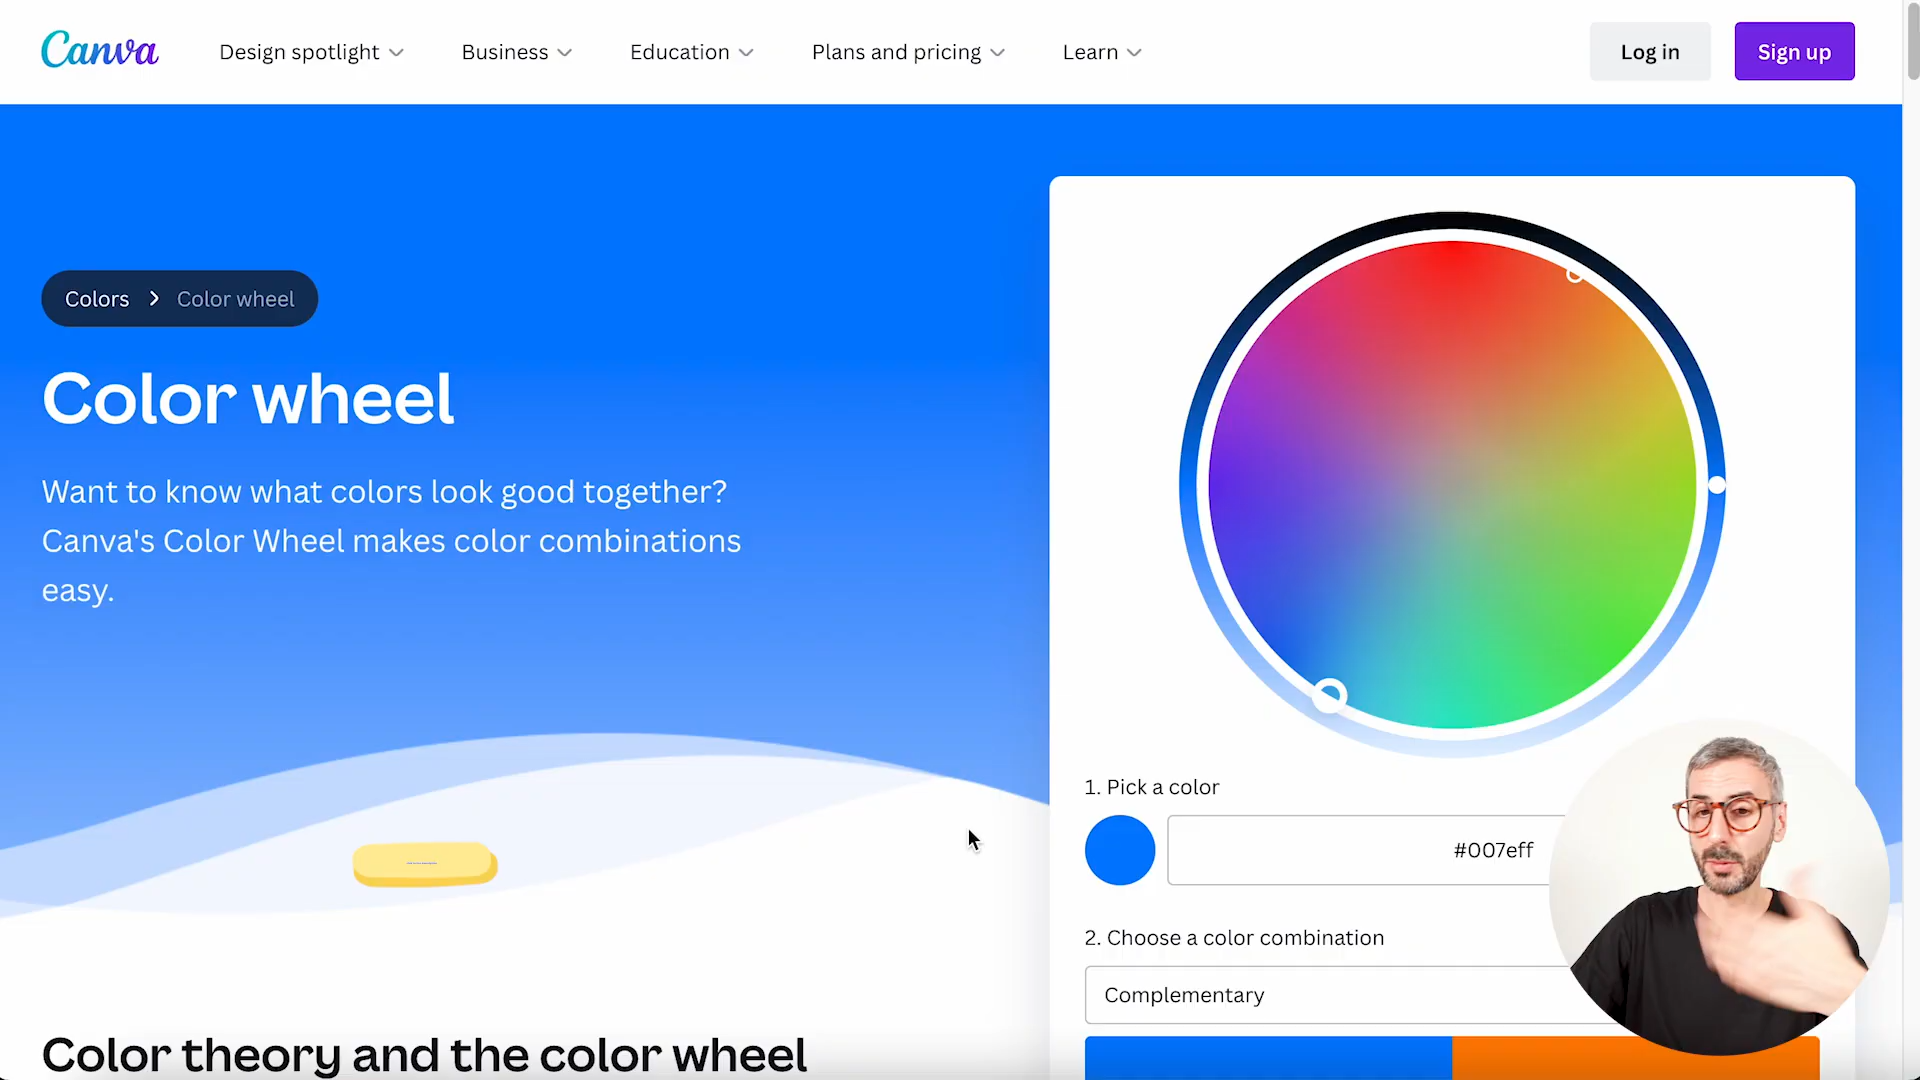 Canva
Design spotlight
Business
Education
Plans and pricing
Learn
Log in
Sign up
Colors > Color wheel
Color wheel
Want to know what colors look good together?
Canva's Color Wheel makes color combinations
easy.
1. Pick a color
#007eff
2. Choose a color combination
Complementary
Color theory and the color wheel